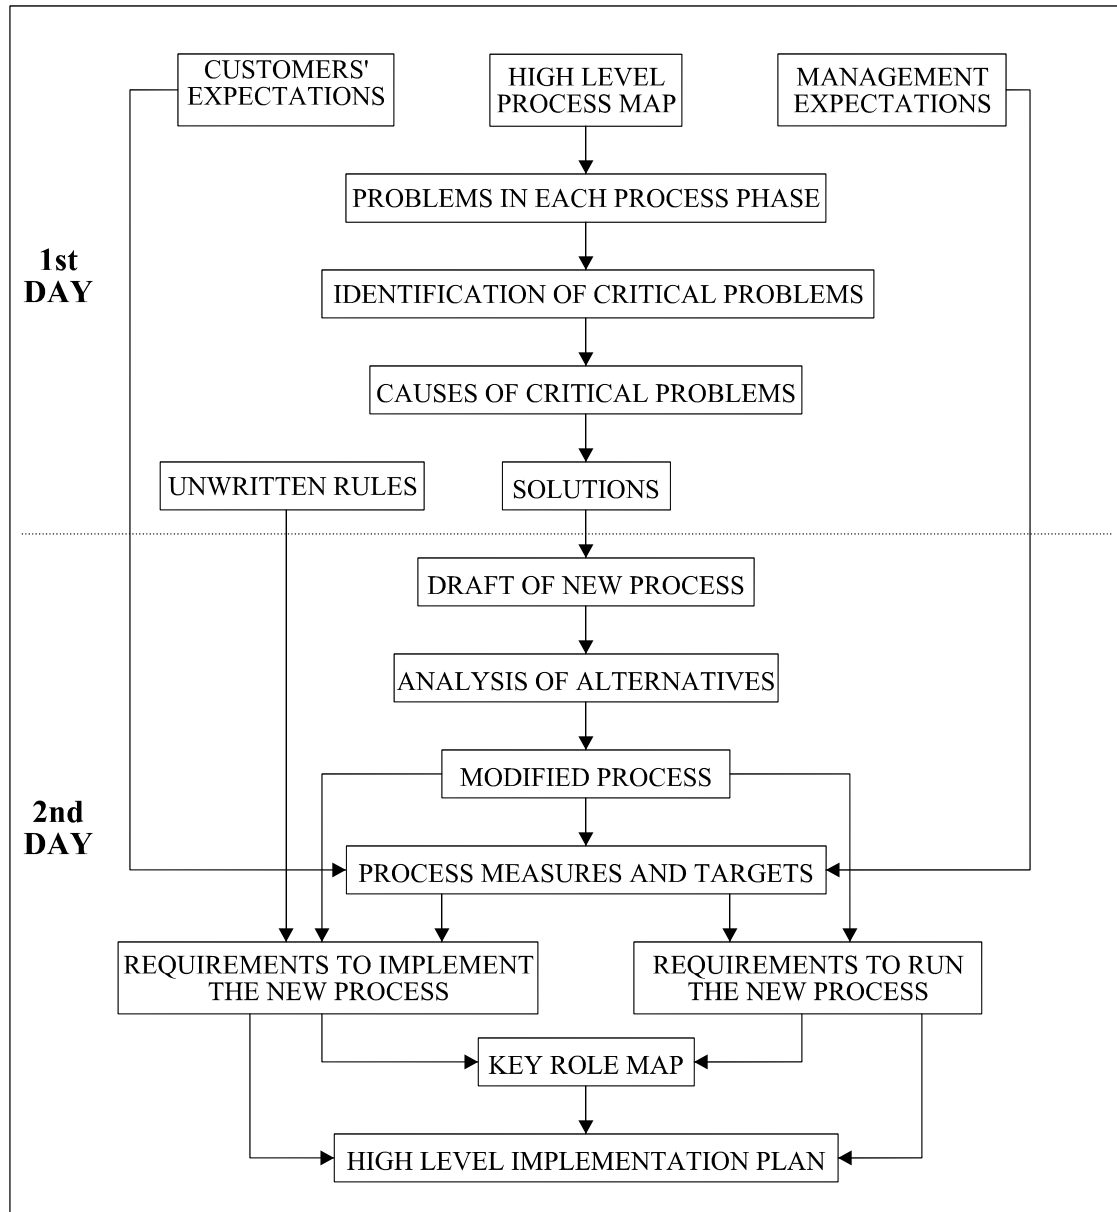 CUSTOMERS'
EXPECTATIONS
HIGH LEVEL
PROCESS MAP
MANAGEMENT
EXPECTATIONS
PROBLEMS IN EACH PROCESS PHASE
1st
DAY
IDENTIFICATION OF CRITICAL PROBLEMS
CAUSES OF CRITICAL PROBLEMS
UNWRITTEN RULES
SOLUTIONS
DRAFT OF NEW PROCESS
ANALYSIS OF ALTERNATIVES
MODIFIED PROCESS
2nd
DAY
PROCESS MEASURES AND TARGETS
REQUIREMENTS TO IMPLEMENT
THE NEW PROCESS
REQUIREMENTS TO RUN
THE NEW PROCESS
KEY ROLE MAP
HIGH LEVEL IMPLEMENTATION PLAN